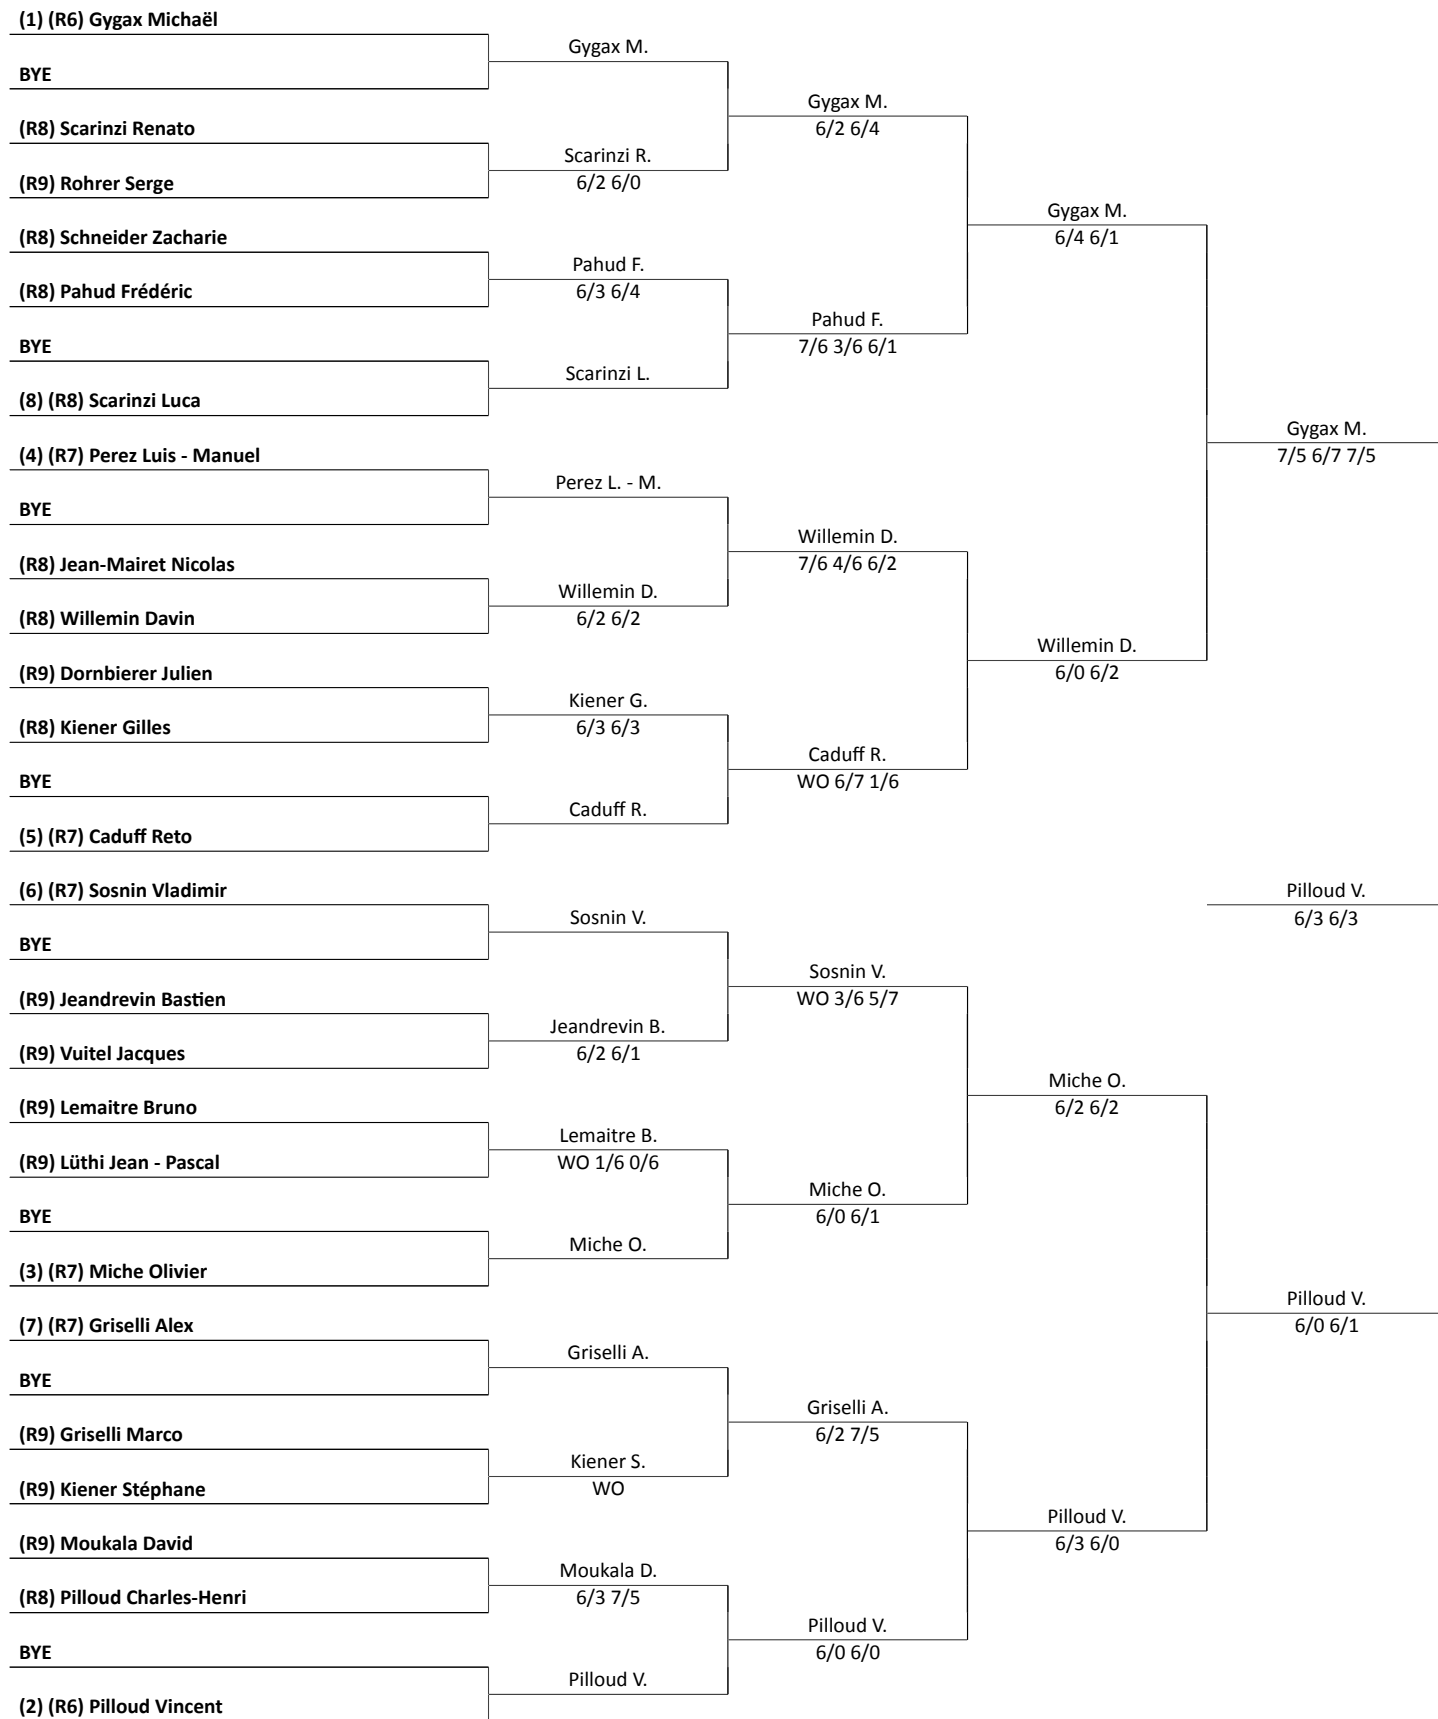 (1) (R6) Gygax Michaël
Gygax M.
BYE
Gygax M.
6/2 6/4
(R8) Scarinzi Renato
Scarinzi R.
6/2 6/0
(R9) Rohrer Serge
Gygax M.
6/4 6/1
(R8) Schneider Zacharie
Pahud F.
6/3 6/4
(R8) Pahud Frédéric
Pahud F.
7/6 3/6 6/1
BYE
Scarinzi L.
(8) (R8) Scarinzi Luca
Gygax M.
7/5 6/7 7/5
(4) (R7) Perez Luis - Manuel
Perez L. - M.
BYE
Willemin D.
7/6 4/6 6/2
(R8) Jean-Mairet Nicolas
Willemin D.
6/2 6/2
(R8) Willemin Davin
Willemin D.
6/0 6/2
(R9) Dornbierer Julien
Kiener G.
6/3 6/3
(R8) Kiener Gilles
Caduff R.
WO 6/7 1/6
BYE
Caduff R.
(5) (R7) Caduff Reto
(6) (R7) Sosnin Vladimir
Pilloud V.
6/3 6/3
Sosnin V.
BYE
Sosnin V.
WO 3/6 5/7
(R9) Jeandrevin Bastien
Jeandrevin B.
6/2 6/1
(R9) Vuitel Jacques
Miche O.
6/2 6/2
(R9) Lemaitre Bruno
Lemaitre B.
WO 1/6 0/6
(R9) Lüthi Jean - Pascal
Miche O.
6/0 6/1
BYE
Miche O.
(3) (R7) Miche Olivier
Pilloud V.
6/0 6/1
(7) (R7) Griselli Alex
Griselli A.
BYE
Griselli A.
6/2 7/5
(R9) Griselli Marco
Kiener S.
WO
(R9) Kiener Stéphane
Pilloud V.
6/3 6/0
(R9) Moukala David
Moukala D.
6/3 7/5
(R8) Pilloud Charles-Henri
Pilloud V.
6/0 6/0
BYE
Pilloud V.
(2) (R6) Pilloud Vincent